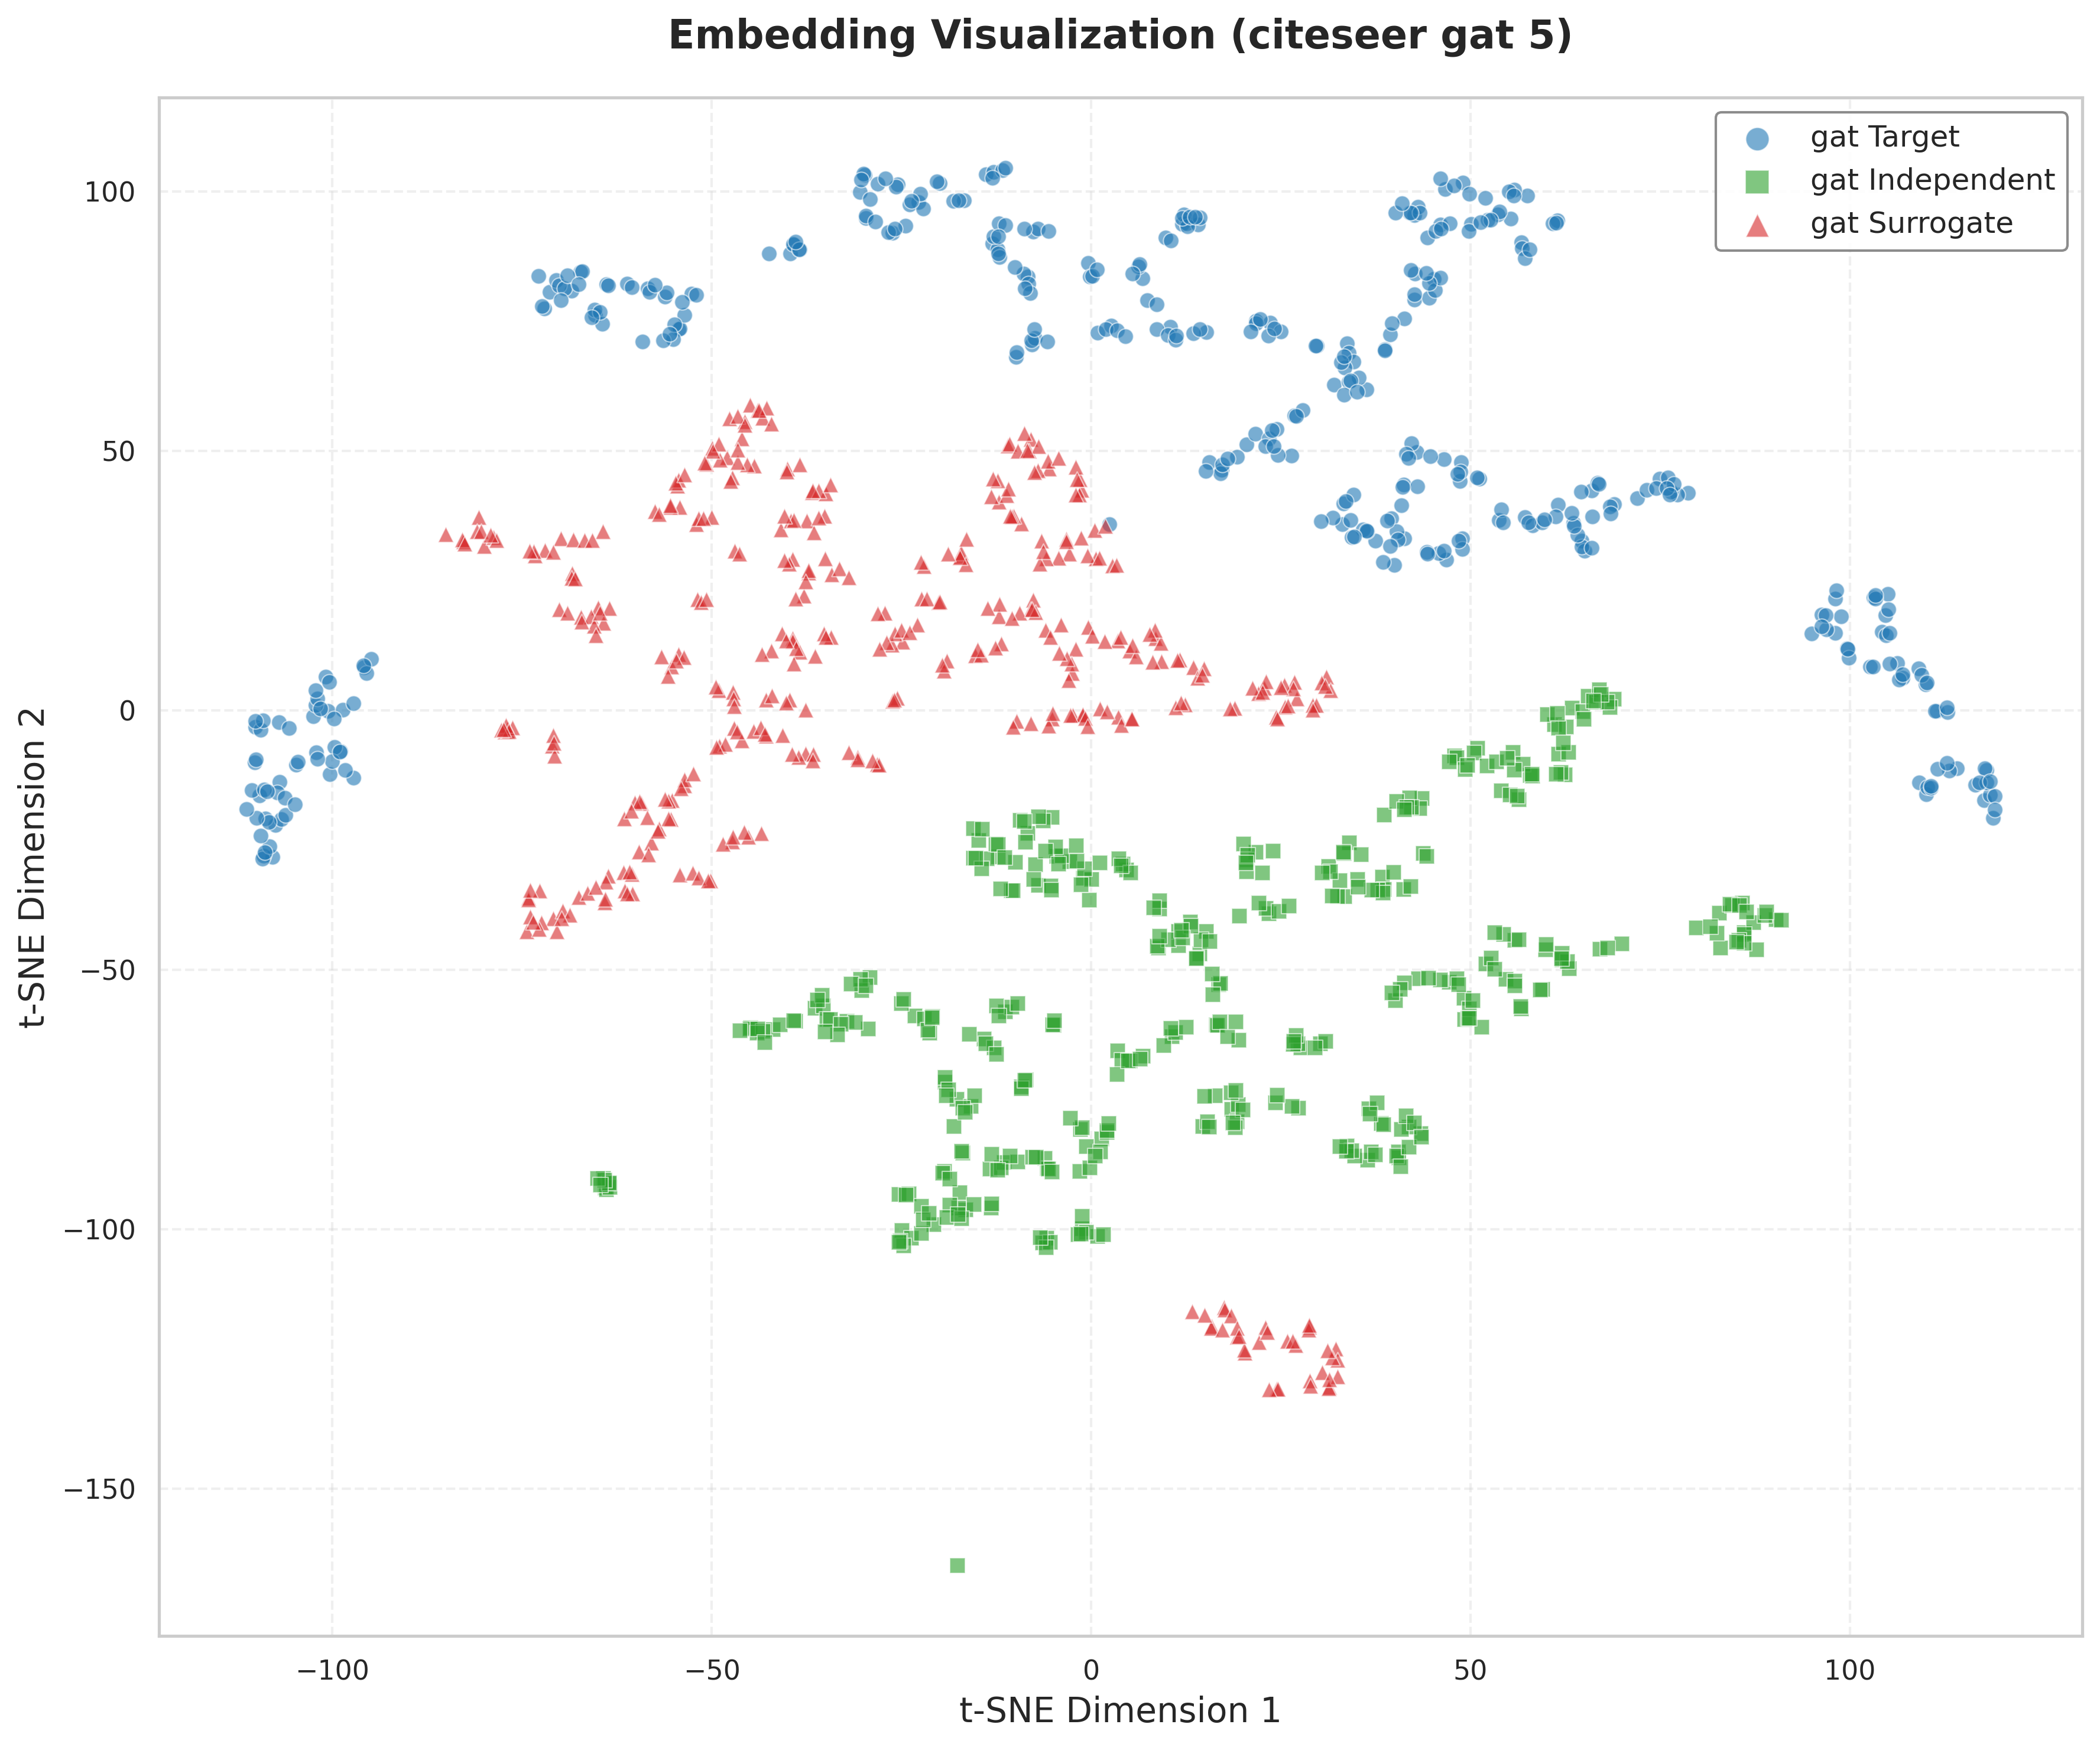 Embedding Visualization (citeseer gat 5)
gat Target
gat Independent
gat Surrogate
100
50
0
−50
−100
−150
t-SNE Dimension 2
−100
−50
0
50
100
t-SNE Dimension 1